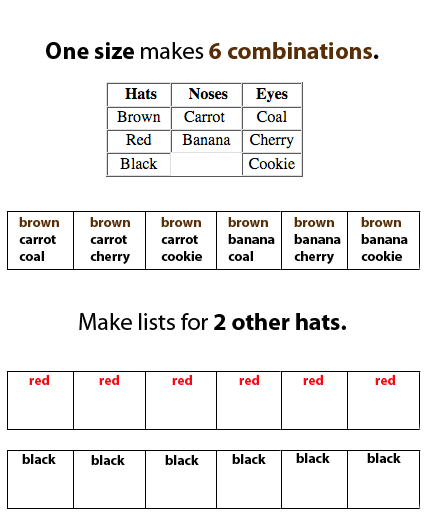 One size makes 6 combinations.
Hats Noses Eyes
Brown Carrot Coal
Red Banana Cherry
Black Cookie
brown brown brown brown brown brown
carrot carrot carrot banana banana banana
coal cherry cookie coal cherry cookie
Make lists for 2 other hats.
red red red red red red
black black black black black black